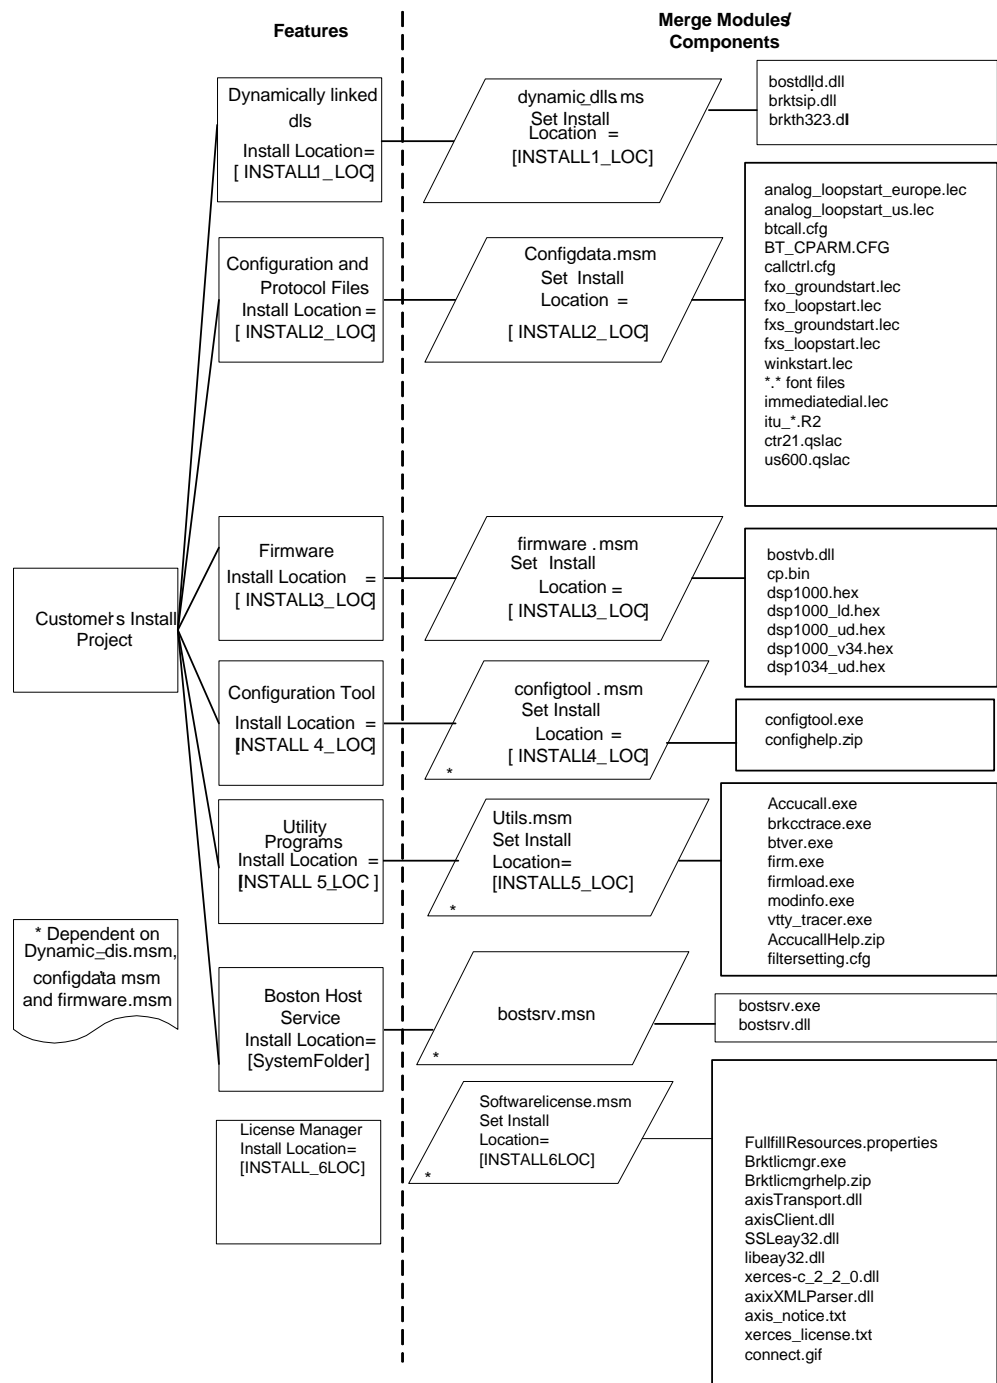 Features
Merge Modules/
Components
Dynamically linked
dls
Install Location=
[ INSTALL1_LOC]
dynamic_dlls.ms
Set Install
Location =
[INSTALL1_LOC]
bostdlld.dll
brktsip.dll
brkth323.dll
Configuration and
Protocol Files
Install Location =
[ INSTALL2_LOC]
Configdata.msm
Set Install
Location =
[ INSTALL2_LOC]
analog_loopstart_europe.lec
analog_loopstart_us.lec
btcall.cfg
BT_CPARM.CFG
callctrl.cfg
fxo_groundstart.lec
fxo_loopstart.lec
fxs_groundstart.lec
fxs_loopstart.lec
winkstart.lec
*.* font files
immediatedial.lec
itu_*.R2
ctr21.qslac
us600.qslac
Customer's Install
Project
Firmware
Install Location =
[ INSTALL3_LOC]
firmware .msm
Set Install
Location =
[ INSTALL3_LOC]
bostvb.dll
cp.bin
dsp1000.hex
dsp1000_ld.hex
dsp1000_ud.hex
dsp1000_v34.hex
dsp1034_ud.hex
Configuration Tool
Install Location =
[INSTALL 4_LOC]
configtool .msm
Set Install
Location =
[ INSTALL4_LOC]
*
configtool.exe
confighelp.zip
Utility
Programs
Install Location =
[INSTALL 5_LOC ]
Utils.msm
Set Install
Location=
[INSTALL5_LOC]
*
Accucall.exe
brkcctrace.exe
btver.exe
firm.exe
firmload.exe
modinfo.exe
vtty_tracer.exe
AccucallHelp.zip
filtersetting.cfg
* Dependent on
Dynamic_dis.msm,
configdata msm
and firmware.msm
Boston Host
Service
Install Location=
[SystemFolder]
bostsrv.msn
*
bostsrv.exe
bostsrv.dll
License Manager
Install Location=
[INSTALL_6LOC]
Softwarelicense.msm
Set Install
Location=
[INSTALL6LOC]
*
FullfillResources.properties
Brktlicmgr.exe
Brktlicmgrhelp.zip
axisTransport.dll
axisClient.dll
SSLeay32.dll
libeay32.dll
xerces-c_2_2_0.dll
axixXMLParser.dll
axis_notice.txt
xerces_license.txt
connect.gif